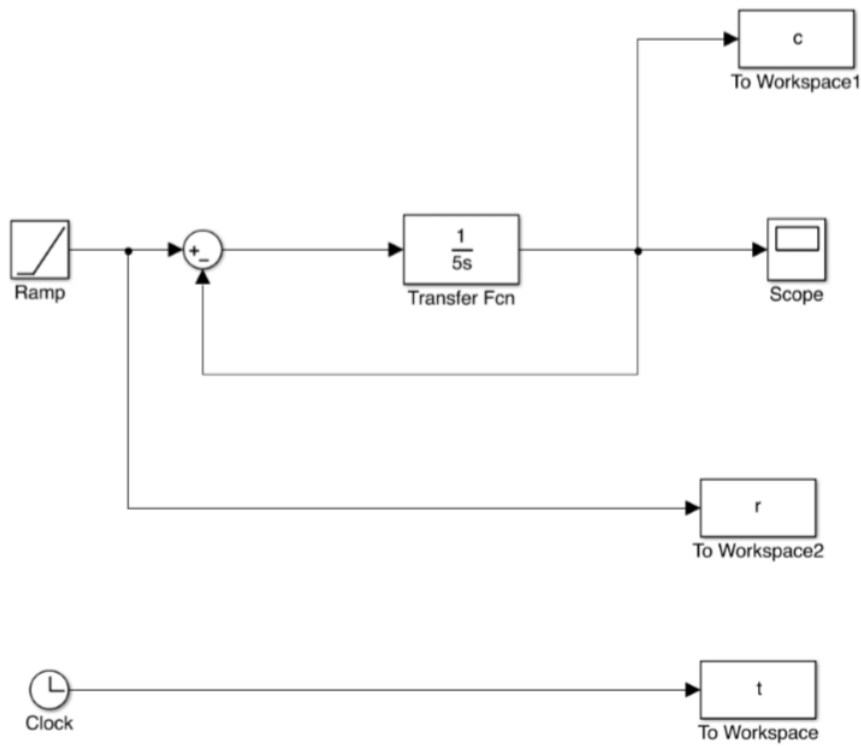 c
To Workspace1
+
−
1
5s
Ramp
Transfer Fcn
Scope
r
To Workspace2
t
Clock
To Workspace